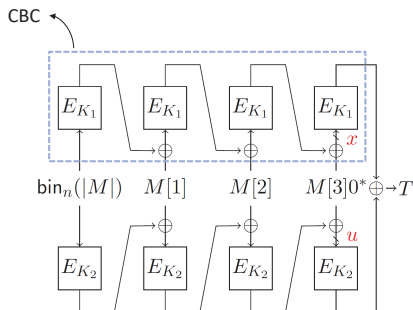 CBC
E_{K_1} E_{K_1} E_{K_1} E_{K_1}
x
bin_n(|M|) M[1] M[2] M[3]0* ⊕→T
u
E_{K_2} E_{K_2} E_{K_2} E_{K_2}